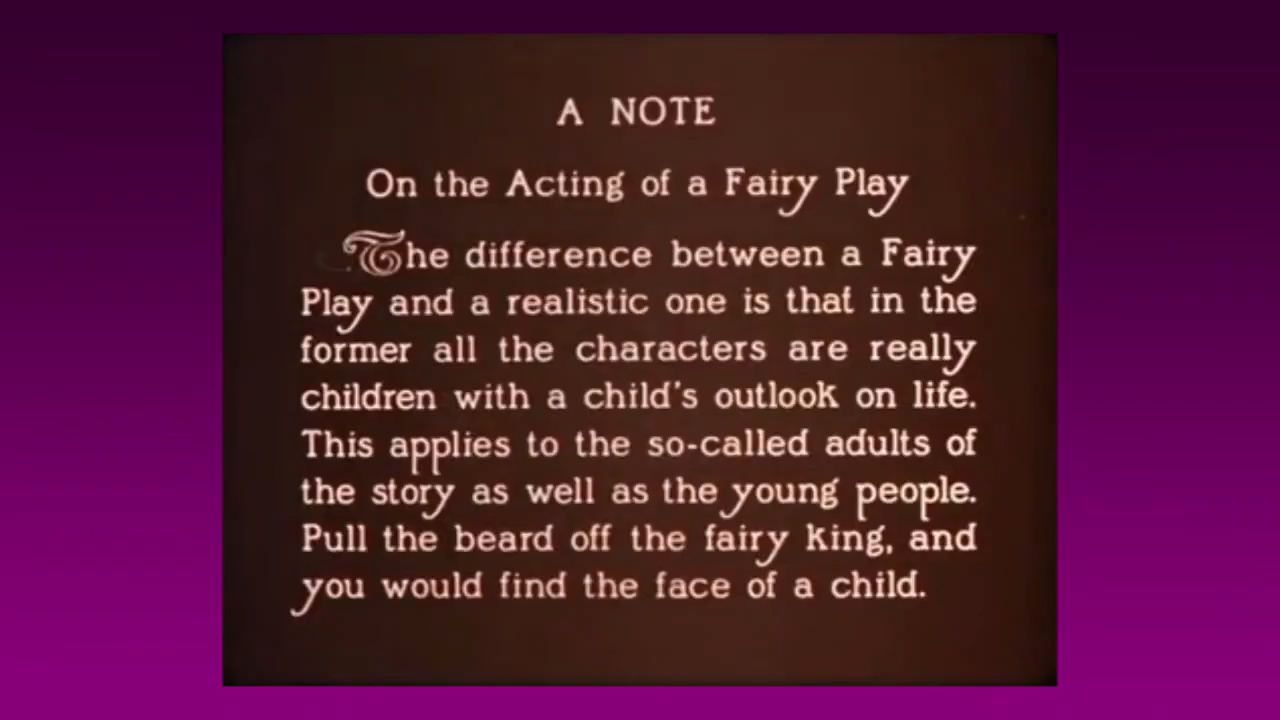 A NOTE
On the Acting of a Fairy Play
The difference between a Fairy
Play and a realistic one is that in the
former all the characters are really
children with a child's outlook on life.
This applies to the so-called adults of
the story as well as the young people.
Pull the beard off the fairy king, and
you would find the face of a child.